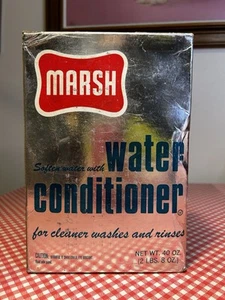 MARSH
Soften water with
water
conditioner
for cleaner washes and rinses
CAUTION:
NET WT. 40 OZ.
(2 LBS. 8 OZ.)